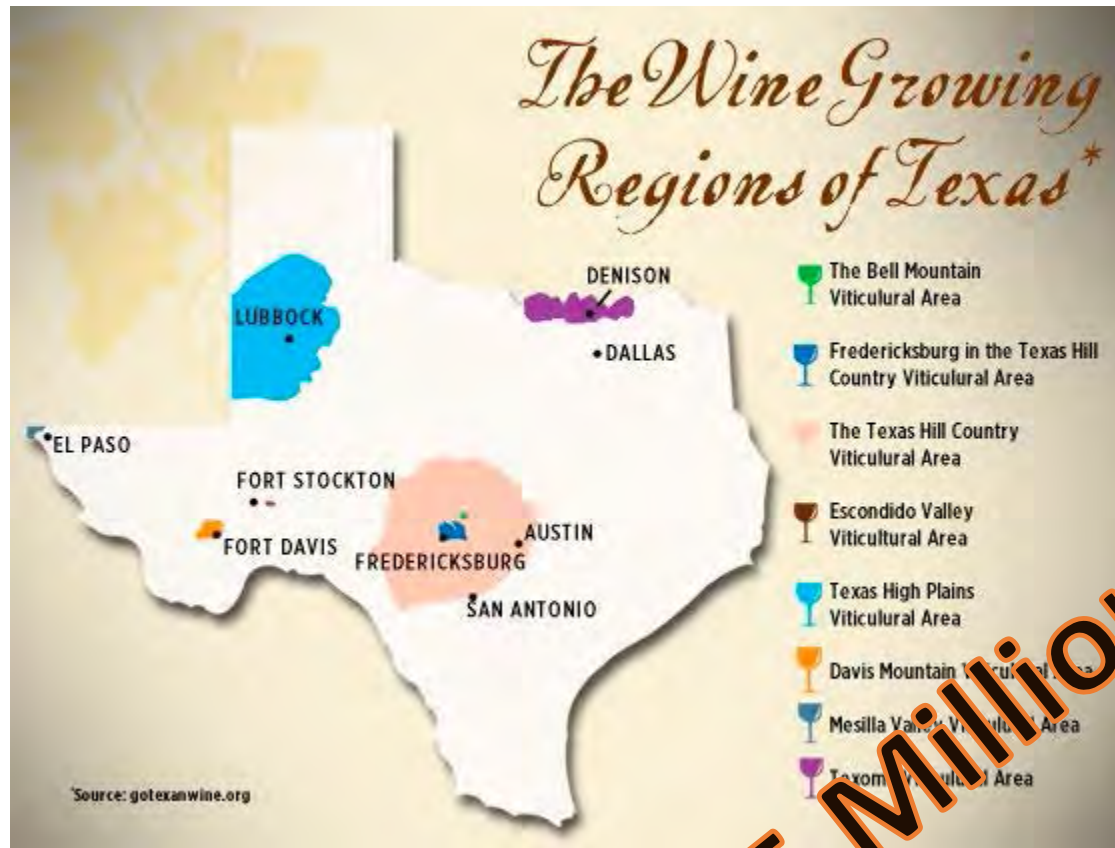 The Wine Growing
Regions of Texas*
DENISON
LUBBOCK
DALLAS
EL PASO
FORT STOCKTON
FORT DAVIS
AUSTIN
FREDERICKSBURG
SAN ANTONIO
The Bell Mountain
Viticulural Area
Fredericksburg in the Texas Hill
Country Viticulural Area
The Texas Hill Country
Viticulural Area
Escondido Valley
Viticultural Area
Texas High Plains
Viticulural Area
Davis Mountain
Mesilla Valley Area
Area
*Source: gotexanwine.org
Million